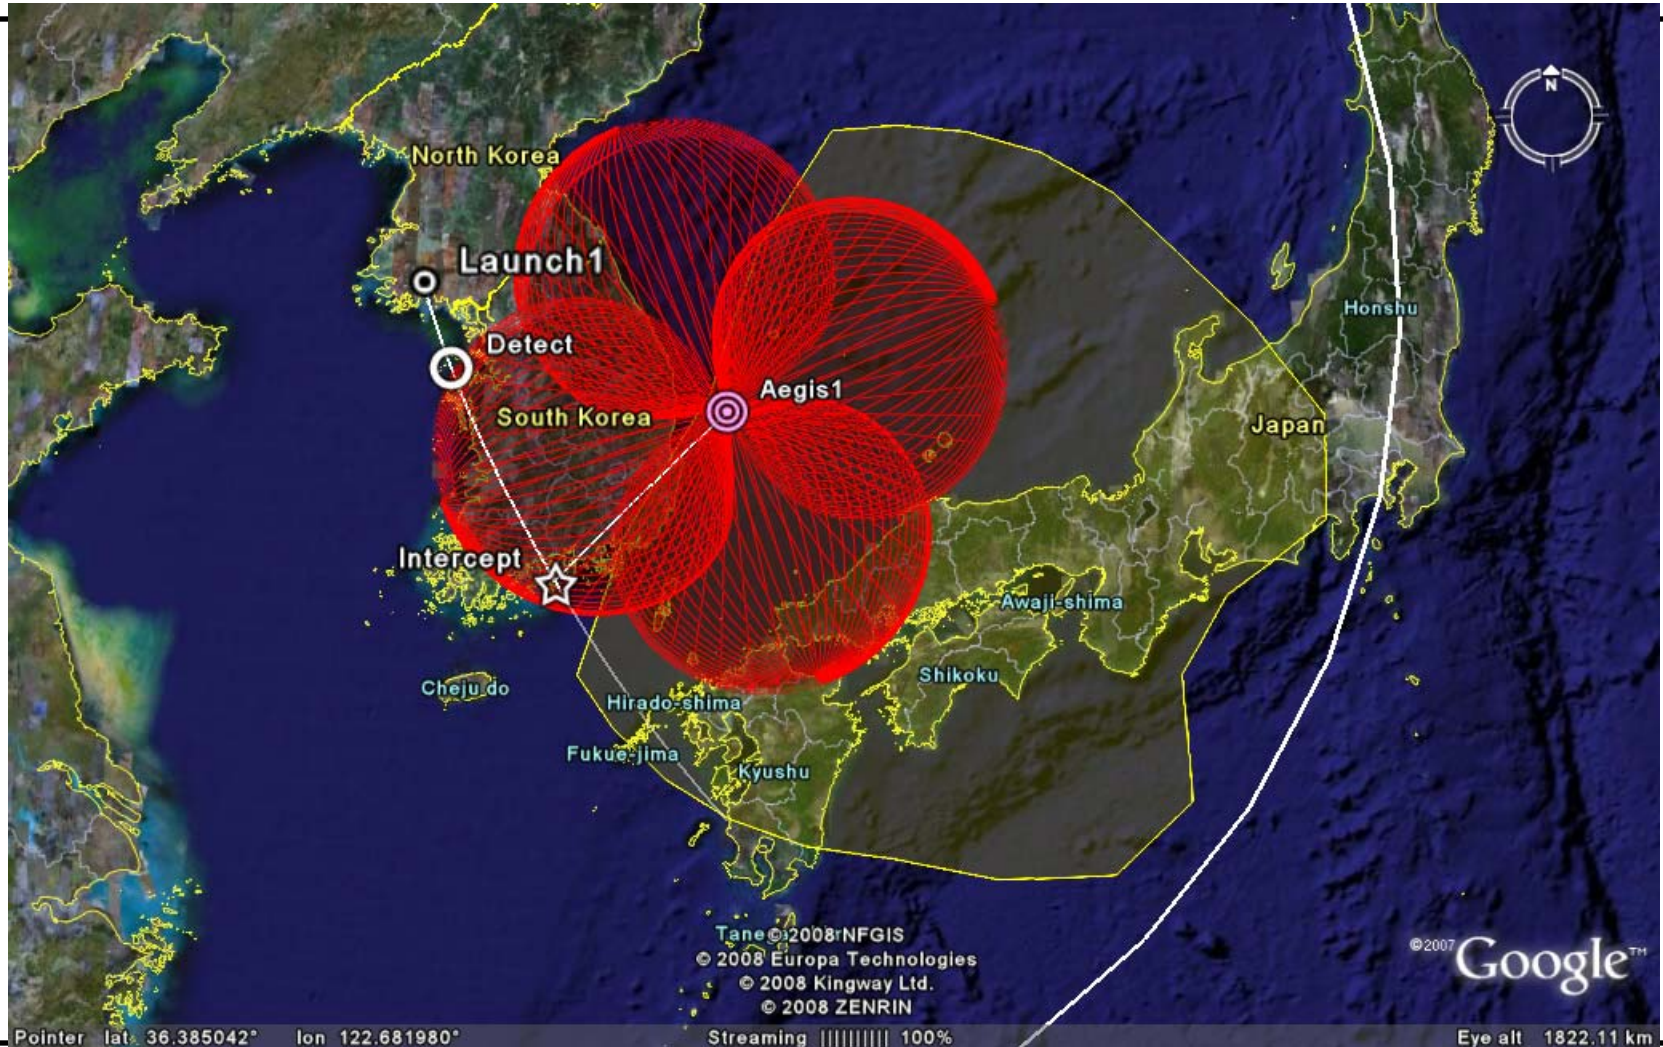 N
North Korea
Launch1
Honshu
Detect
Aegis1
South Korea
Japan
Intercept
Awaji-shima
Shikoku
Cheju do
Hirado-shima
Fukue-jima
Kyushu
© 2008 NFGIS
© 2008 Europa Technologies
© 2008 Kingway Ltd.
© 2008 ZENRIN
©2007 Google™
Pointer lat 36.385042° lon 122.681980° Streaming |||||||||| 100% Eye alt 1822.11 km